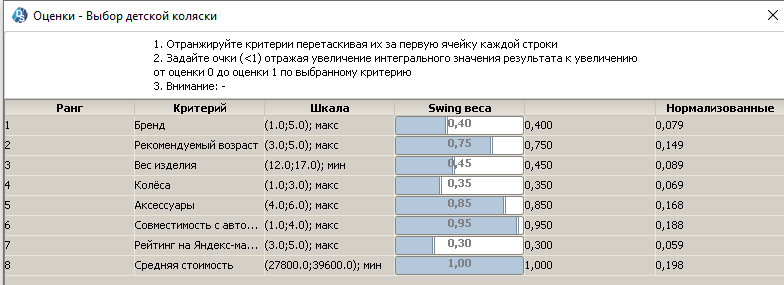 Оценки - Выбор детской коляски
1. Отранжируйте критерии перетаскивая их за первую ячейку каждой строки
2. Задайте очки (<1) отражая увеличение интегрального значения результата к увеличению
от оценки 0 до оценки 1 по выбранному критерию
3. Внимание: -
Ранг Критерий Шкала Swing веса Нормализованные
1 Бренд (1.0;5.0); макс 0,40 0,400 0,079
2 Рекомендуемый возраст (3.0;5.0); макс 0,75 0,750 0,149
3 Вес изделия (12.0;17.0); мин 0,45 0,450 0,089
4 Колёса (1.0;3.0); макс 0,35 0,350 0,069
5 Аксессуары (4.0;6.0); макс 0,85 0,850 0,168
6 Совместимость с авто... (1.0;4.0); макс 0,95 0,950 0,188
7 Рейтинг на Яндекс-ма... (3.0;5.0); макс 0,30 0,300 0,059
8 Средняя стоимость (27800.0;39600.0); мин 1,00 1,000 0,198